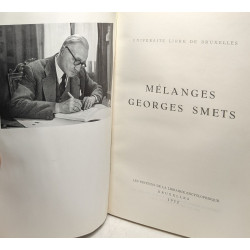 UNIVERSITÉ LIBRE DE BRUXELLES
MÉLANGES
GEORGES SMETS
LES ÉDITIONS DE LA LIBRAIRIE ENCYCLOPÉDIQUE
BRUXELLES
1952